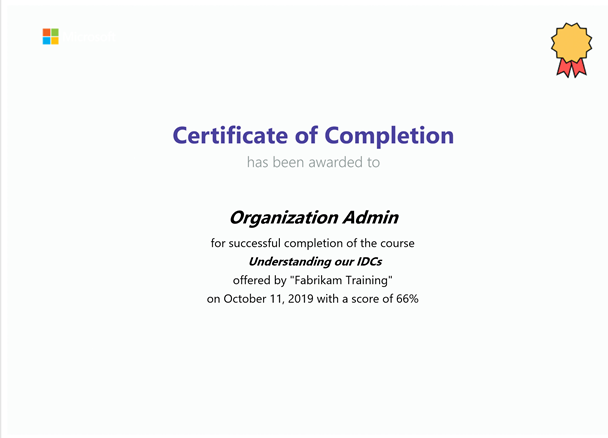 Certificate of Completion
has been awarded to
Organization Admin
for successful completion of the course
Understanding our IDCs
offered by "Fabrikam Training"
on October 11, 2019 with a score of 66%